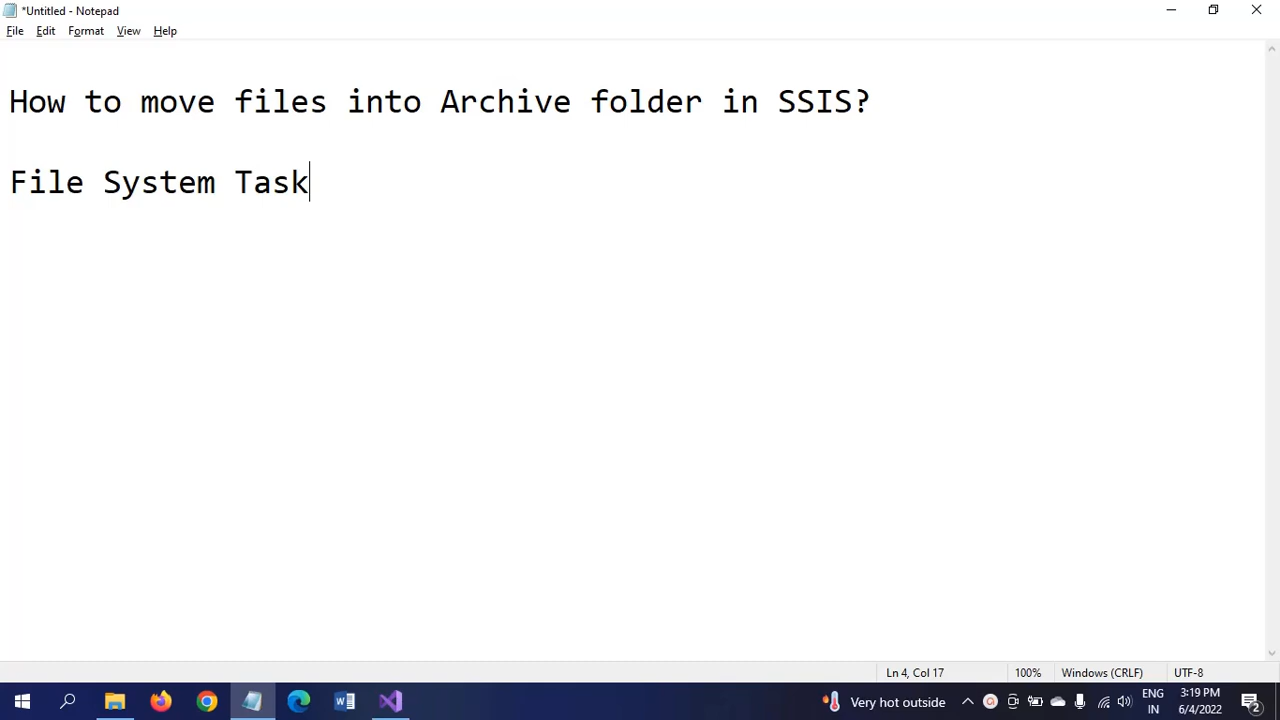 *Untitled - Notepad
File Edit Format View Help
How to move files into Archive folder in SSIS?
File System Task
Ln 4, Col 17 100% Windows (CRLF) UTF-8
Very hot outside
ENG
IN
3:19 PM
6/4/2022
2